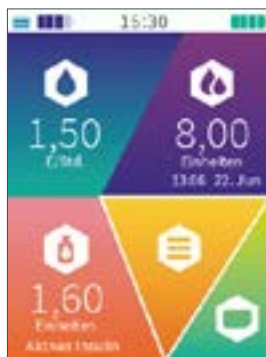 15:30
1,50
E/Std.
8,00
Einheiten
13:06 22. Jun
1,60
Einheiten
Aktives Insulin